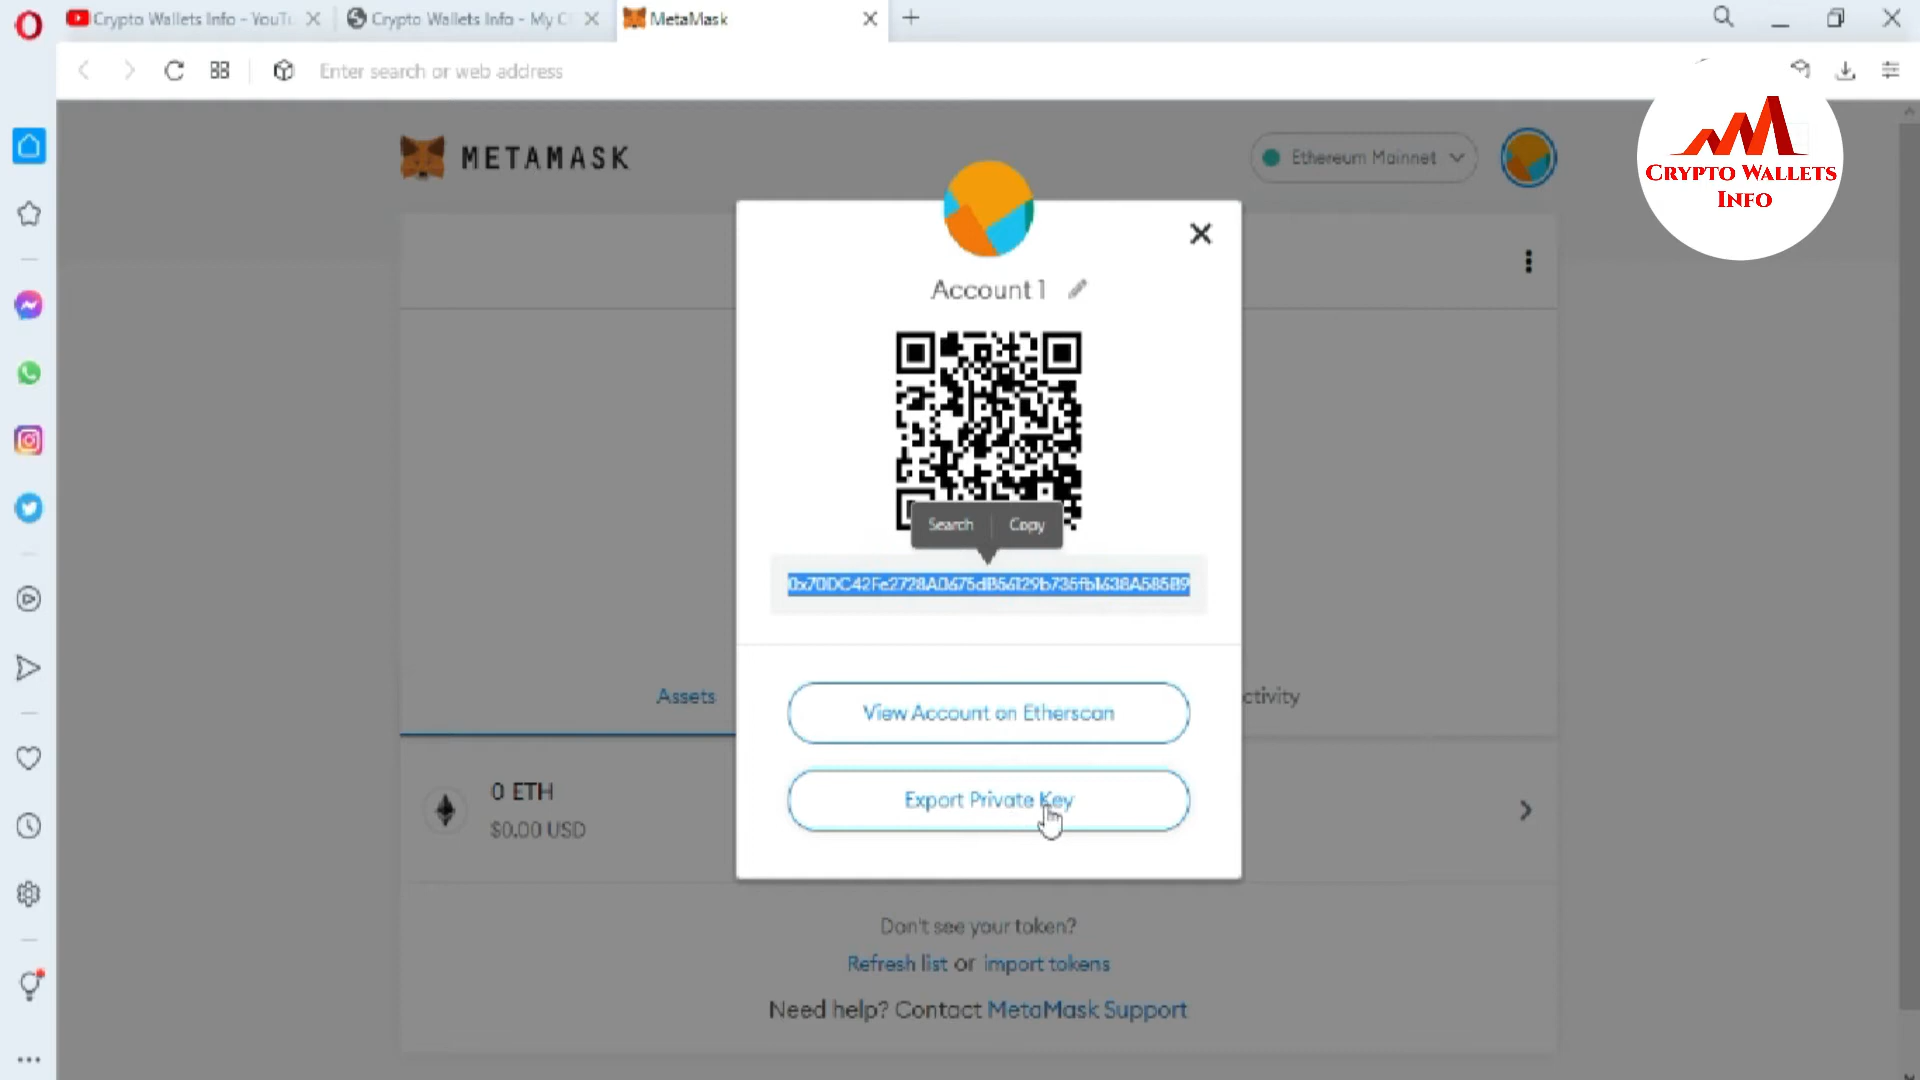 Crypto Wallets Info - YouTu
Crypto Wallets Info - My C
MetaMask
Enter search or web address
METAMASK
Ethereum Mainnet
CRYPTO WALLETS
INFO
Account 1
Search
Copy
0x70DC42Fe2728A0675dB56129b735fb1638A585B9
View Account on Etherscan
Assets
ctivity
Export Private Key
0 ETH
$0.00 USD
Don't see your token?
Refresh list or import tokens
Need help? Contact MetaMask Support